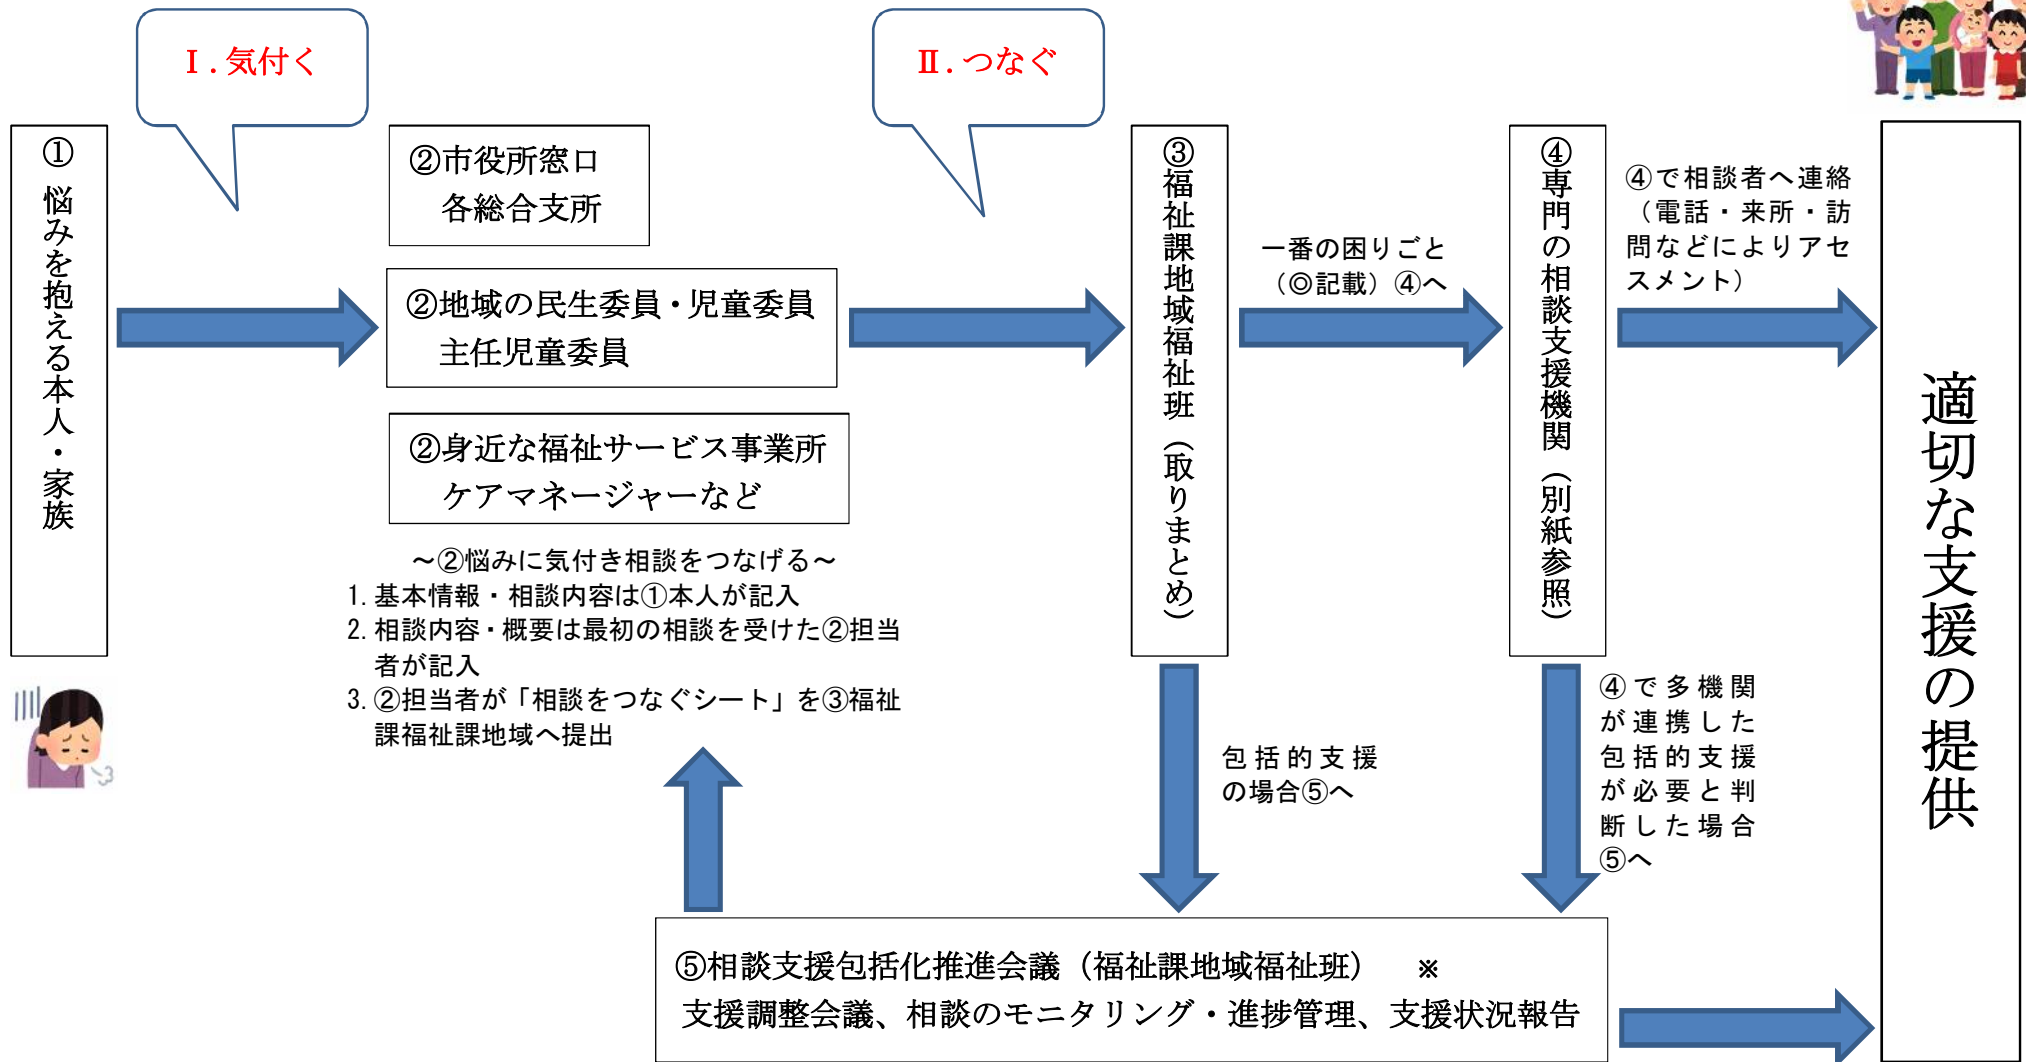 Ⅰ.気付く
Ⅱ.つなぐ
①悩みを抱える本人・家族
②市役所窓口
各総合支所
②地域の民生委員・児童委員
主任児童委員
②身近な福祉サービス事業所
ケアマネージャーなど
～②悩みに気付き相談をつなげる～
1.基本情報・相談内容は①本人が記入
2.相談内容・概要は最初の相談を受けた②担当
者が記入
3.②担当者が「相談をつなぐシート」を③福祉
課福祉課地域へ提出
③福祉課地域福祉班（取りまとめ）
一番の困りごと
（◎記載）④へ
④専門の相談支援機関（別紙参照）
④で相談者へ連絡
（電話・来所・訪
問などによりアセ
スメント）
包括的支援
の場合⑤へ
④で多機関
が連携した
包括的支援
が必要と判
断した場合
⑤へ
⑤相談支援包括化推進会議（福祉課地域福祉班）　※
支援調整会議、相談のモニタリング・進捗管理、支援状況報告
適切な支援の提供